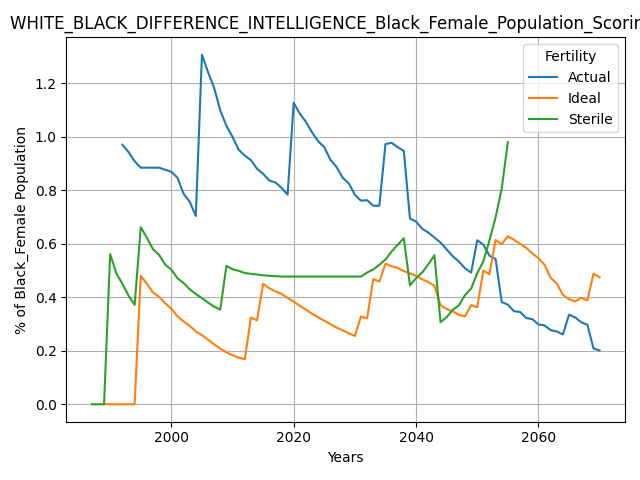 WHITE_BLACK_DIFFERENCE_INTELLIGENCE_Black_Female_Population_Scorin
Fertility
Actual
Ideal
Sterile
% of Black_Female Population
1.2
1.0
0.8
0.6
0.4
0.2
0.0
2000 2020 2040 2060
Years